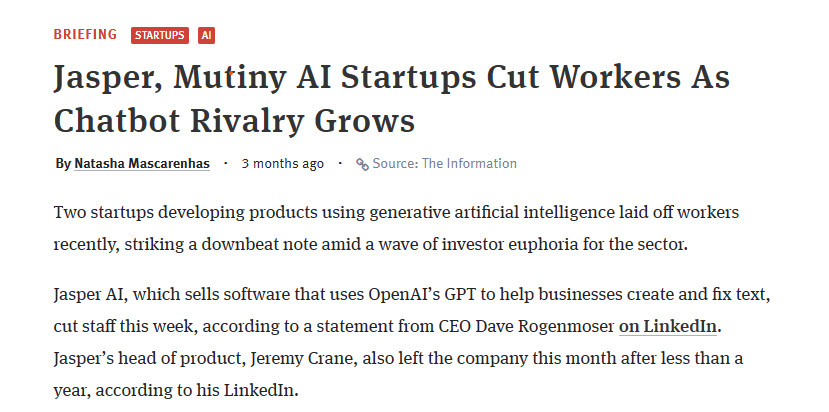 BRIEFING STARTUPS AI
Jasper, Mutiny AI Startups Cut Workers As
Chatbot Rivalry Grows
By Natasha Mascarenhas · 3 months ago · Source: The Information
Two startups developing products using generative artificial intelligence laid off workers
recently, striking a downbeat note amid a wave of investor euphoria for the sector.
Jasper AI, which sells software that uses OpenAI’s GPT to help businesses create and fix text,
cut staff this week, according to a statement from CEO Dave Rogenmoser on LinkedIn.
Jasper’s head of product, Jeremy Crane, also left the company this month after less than a
year, according to his LinkedIn.